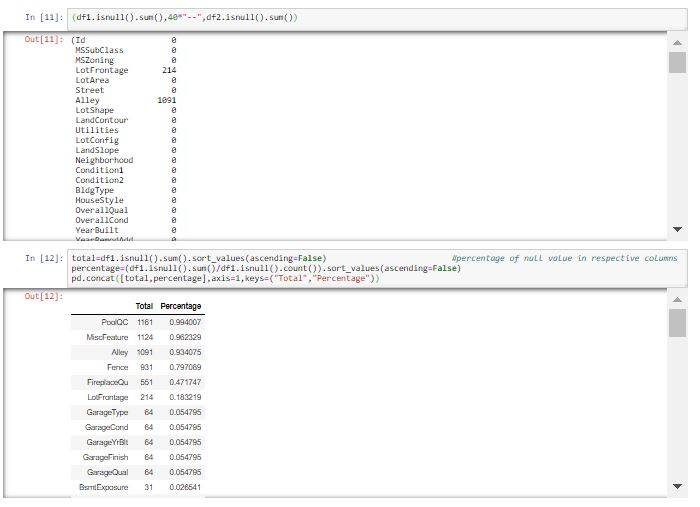 In [11]: (df1.isnull().sum(),40*"--",df2.isnull().sum())
Out[11]: (Id 0
MSSubClass 0
MSZoning 0
LotFrontage 214
LotArea 0
Street 0
Alley 1091
LotShape 0
LandContour 0
Utilities 0
LotConfig 0
LandSlope 0
Neighborhood 0
Condition1 0
Condition2 0
BldgType 0
HouseStyle 0
OverallQual 0
OverallCond 0
YearBuilt 0
YearRemodAdd 0
In [12]: total=df1.isnull().sum().sort_values(ascending=False) #percentage of null value in respective columns
percentage=(df1.isnull().sum()/df1.isnull().count()).sort_values(ascending=False)
pd.concat([total,percentage],axis=1,keys=("Total","Percentage"))
Out[12]:
Total Percentage
PoolQC 1161 0.994007
MiscFeature 1124 0.962329
Alley 1091 0.934075
Fence 931 0.797089
FireplaceQu 551 0.471747
LotFrontage 214 0.183219
GarageType 64 0.054795
GarageCond 64 0.054795
GarageYrBlt 64 0.054795
GarageFinish 64 0.054795
GarageQual 64 0.054795
BsmtExposure 31 0.026541